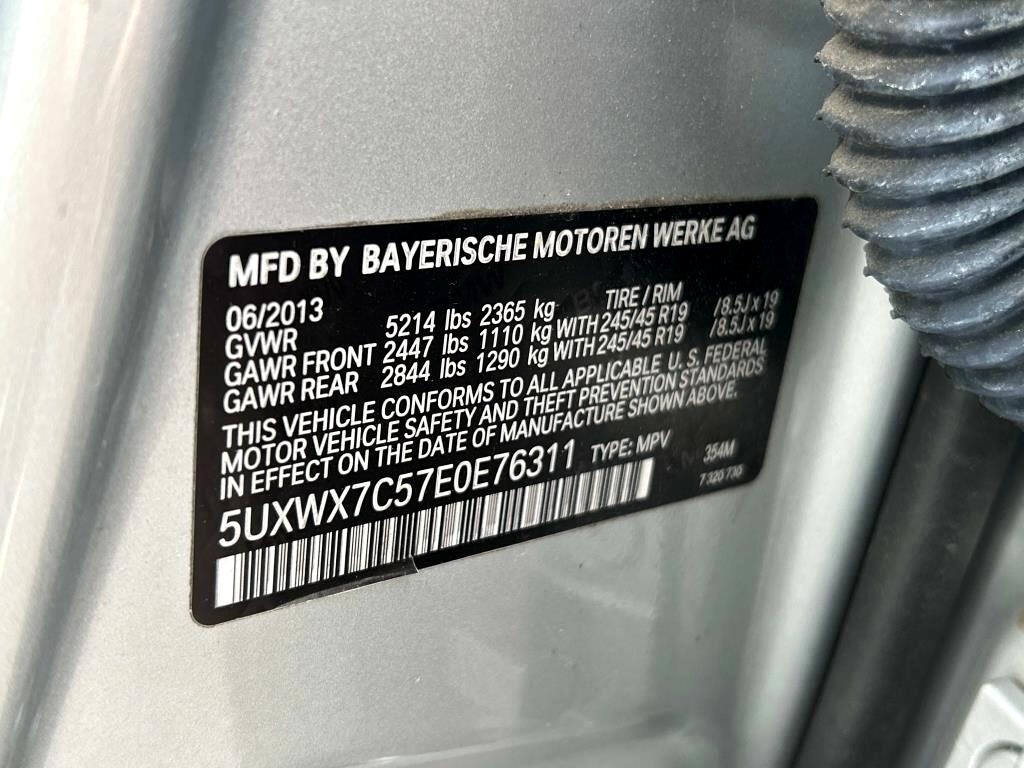 MFD BY BAYERISCHE MOTOREN WERKE AG
06/2013 TIRE / RIM
GVWR 5214 lbs 2365 kg
GAWR FRONT 2447 lbs 1110 kg WITH 245/45 R19 /8.5J x 19
GAWR REAR 2844 lbs 1290 kg WITH 245/45 R19 /8.5J x 19
THIS VEHICLE CONFORMS TO ALL APPLICABLE U. S. FEDERAL
MOTOR VEHICLE SAFETY AND THEFT PREVENTION STANDARDS
IN EFFECT ON THE DATE OF MANUFACTURE SHOWN ABOVE.
5UXWX7C57E0E76311 TYPE: MPV 354M
7 320 730